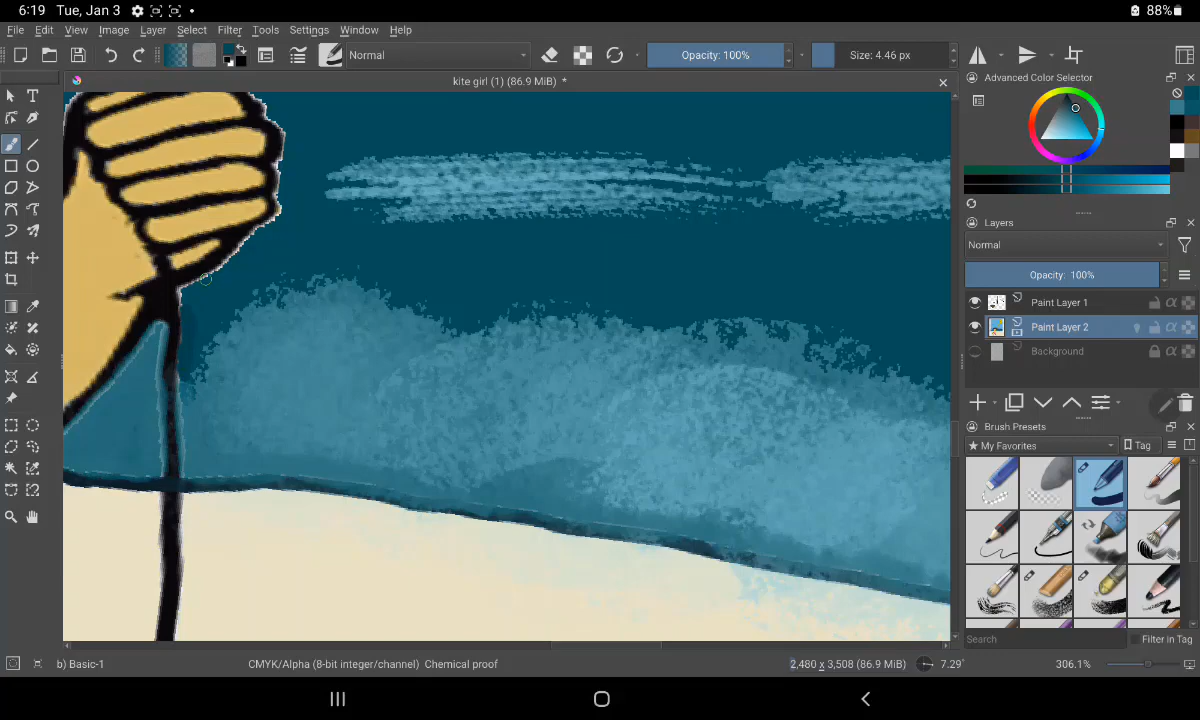 6:19 Tue, Jan 3 88%
File Edit View Image Layer Select Filter Tools Settings Window Help
Normal Opacity: 100% Size: 4.46 px
kite girl (1) (86.9 MiB) *
Advanced Color Selector
Layers
Normal
Opacity: 100%
Paint Layer 1
Paint Layer 2
Background
Brush Presets
My Favorites Tag
Search Filter in Tag
b) Basic-1 CMYK/Alpha (8-bit integer/channel) Chemical proof 2,480 x 3,508 (86.9 MiB) 7.29° 306.1%